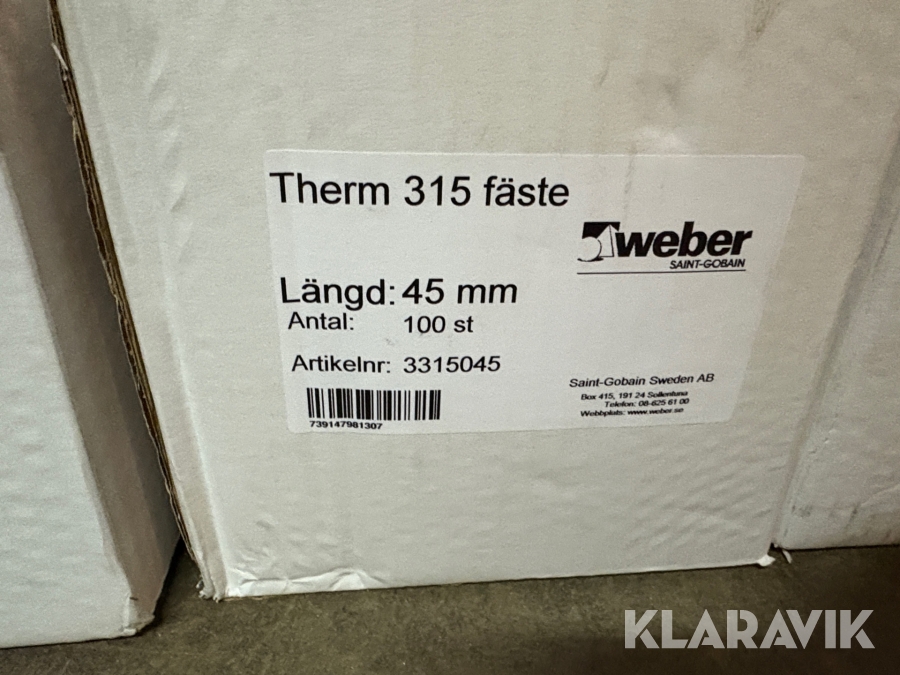 Therm 315 fäste
weber
SAINT-GOBAIN
Längd: 45 mm
Antal: 100 st
Artikelnr: 3315045
739147981307
Saint-Gobain Sweden AB
Box 415, 191 24 Sollentuna
Telefon: 08-625 61 00
Webbplats: www.weber.se
KLARAVIK